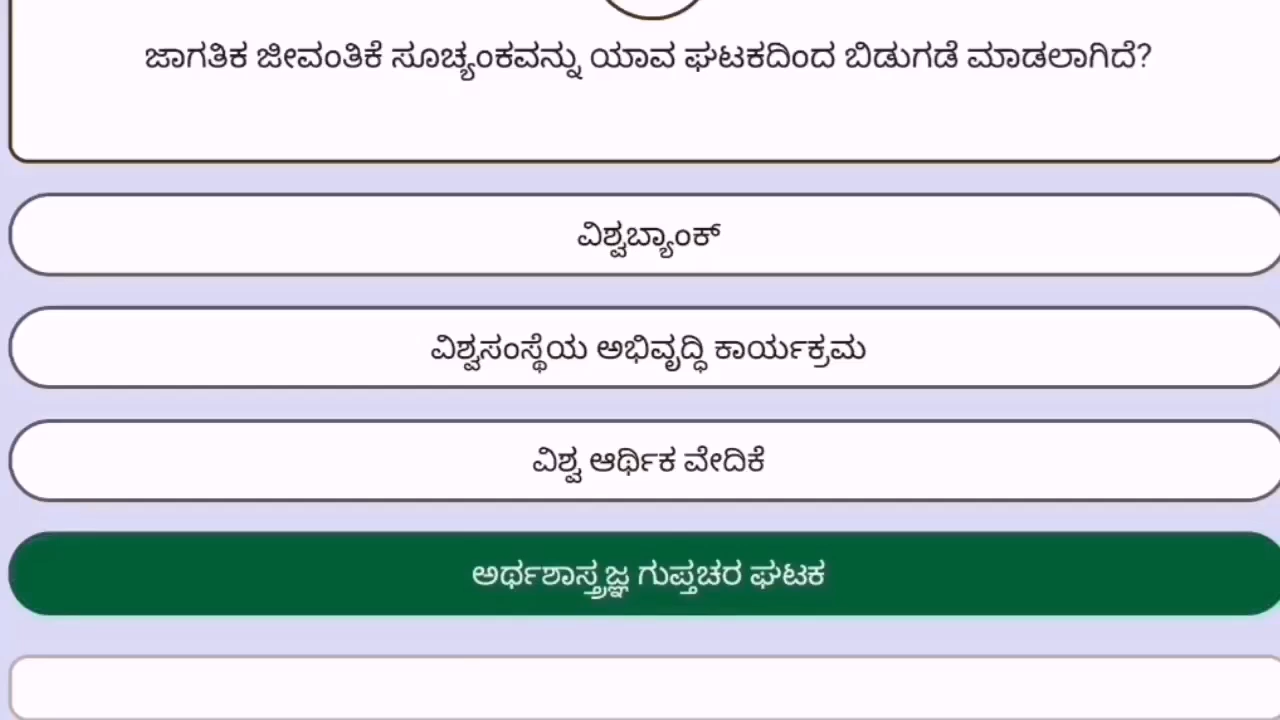 ಜಾಗತಿಕ ಜೀವಂತಿಕೆ ಸೂಚ್ಯಂಕವನ್ನು ಯಾವ ಘಟಕದಿಂದ ಬಿಡುಗಡೆ ಮಾಡಲಾಗಿದೆ?
ವಿಶ್ವಬ್ಯಾಂಕ್
ವಿಶ್ವಸಂಸ್ಥೆಯ ಅಭಿವೃದ್ಧಿ ಕಾರ್ಯಕ್ರಮ
ವಿಶ್ವ ಆರ್ಥಿಕ ವೇದಿಕೆ
ಅರ್ಥಶಾಸ್ತ್ರಜ್ಞ ಗುಪ್ತಚರ ಘಟಕ